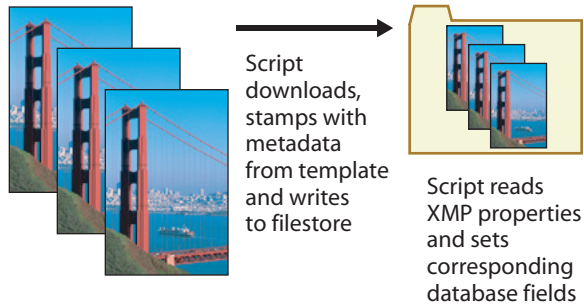 Script
downloads,
stamps with
metadata
from template
and writes
to filestore
Script reads
XMP properties
and sets
corresponding
database fields